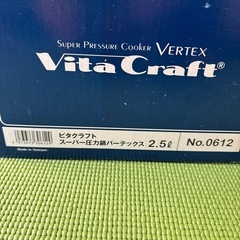 Super Pressure Cooker VERTEX
Vita Craft®
ビタクラフト
スーパー圧力鍋バーテックス 2.5ℓ No.0612
Made in Vietnam